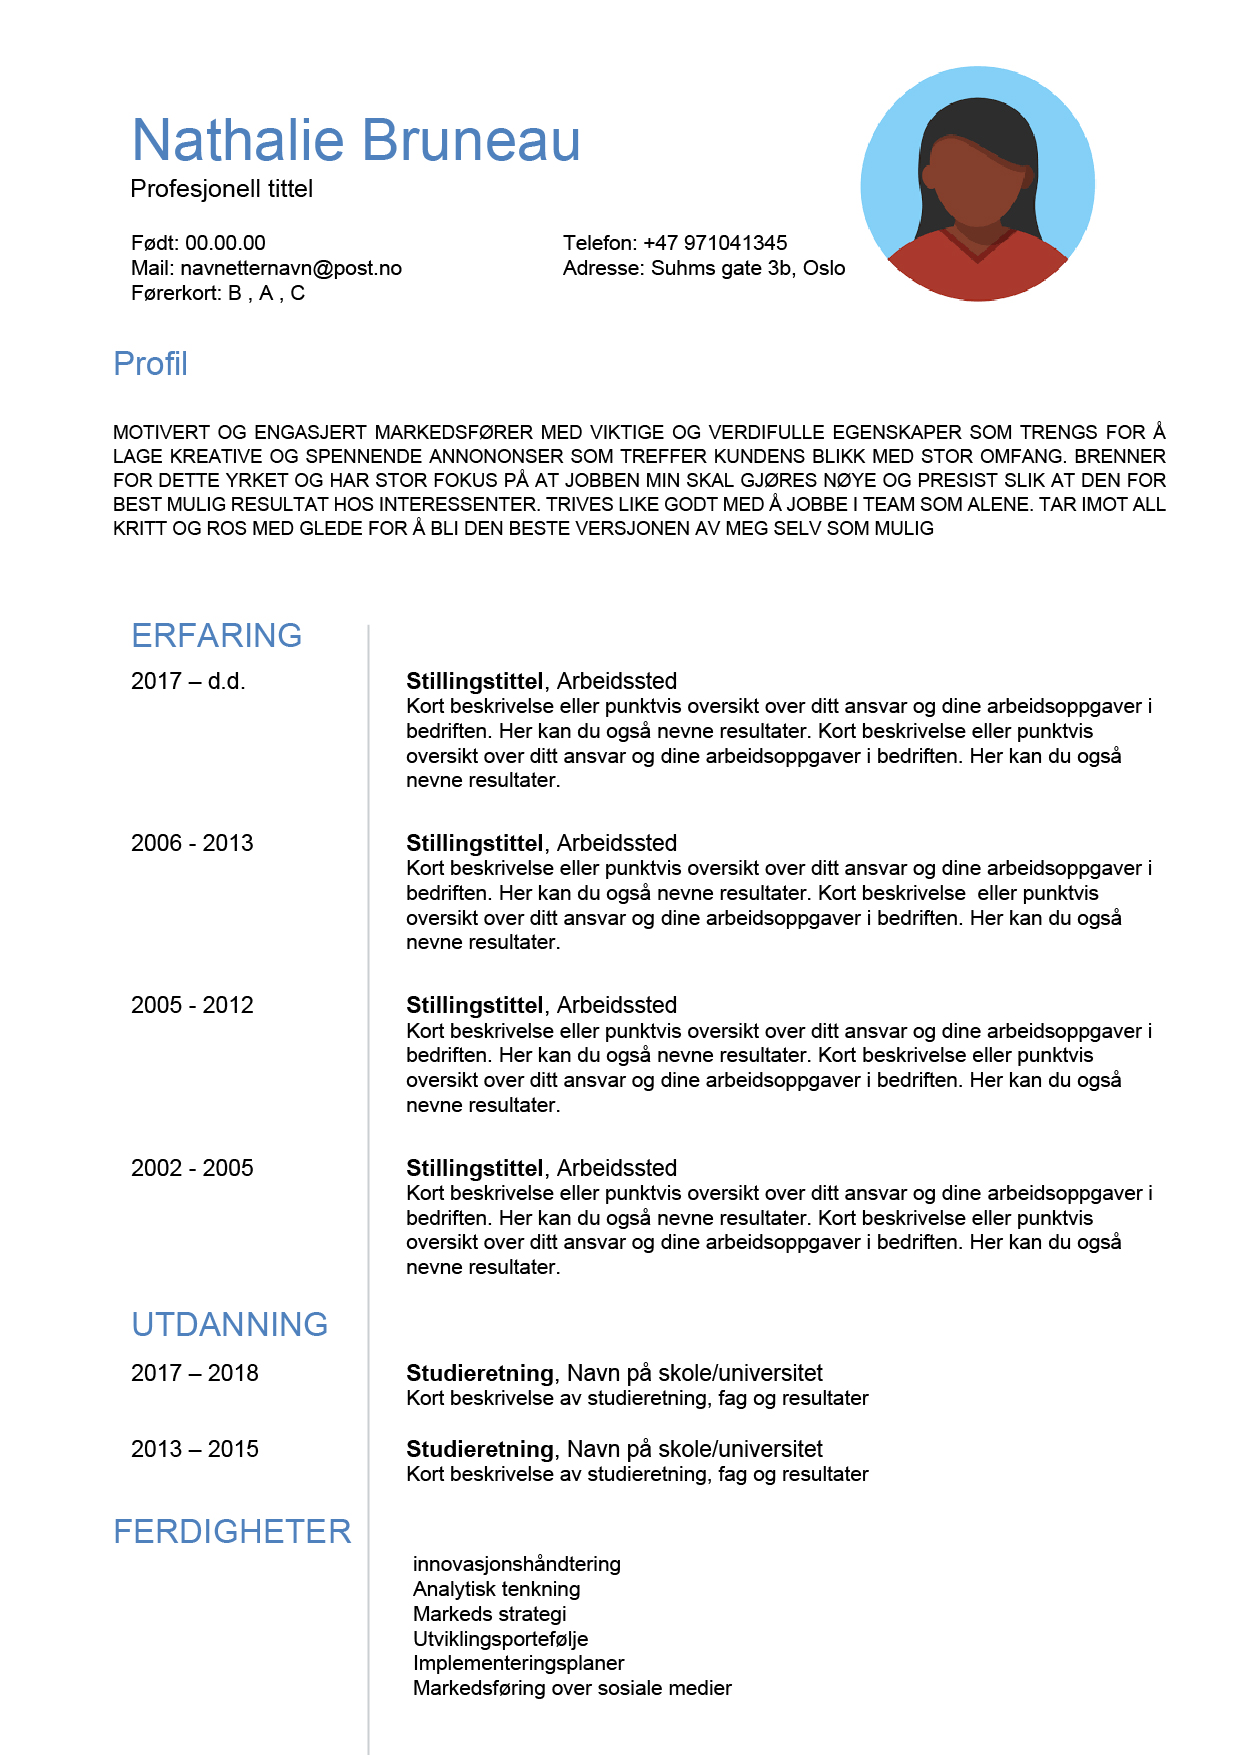 Nathalie Bruneau
Profesjonell tittel
Født: 00.00.00
Mail: navnetternavn@post.no
Førerkort: B , A , C
Telefon: +47 971041345
Adresse: Suhms gate 3b, Oslo
Profil
MOTIVERT OG ENGASJERT MARKEDSFØRER MED VIKTIGE OG VERDIFULLE EGENSKAPER SOM TRENGS FOR Å
LAGE KREATIVE OG SPENNENDE ANNONONSER SOM TREFFER KUNDENS BLIKK MED STOR OMFANG. BRENNER
FOR DETTE YRKET OG HAR STOR FOKUS PÅ AT JOBBEN MIN SKAL GJØRES NØYE OG PRESIST SLIK AT DEN FOR
BEST MULIG RESULTAT HOS INTERESSENTER. TRIVES LIKE GODT MED Å JOBBE I TEAM SOM ALENE. TAR IMOT ALL
KRITT OG ROS MED GLEDE FOR Å BLI DEN BESTE VERSJONEN AV MEG SELV SOM MULIG
ERFARING
2017 – d.d.
Stillingstittel, Arbeidssted
Kort beskrivelse eller punktvis oversikt over ditt ansvar og dine arbeidsoppgaver i
bedriften. Her kan du også nevne resultater. Kort beskrivelse eller punktvis
oversikt over ditt ansvar og dine arbeidsoppgaver i bedriften. Her kan du også
nevne resultater.
2006 - 2013
Stillingstittel, Arbeidssted
Kort beskrivelse eller punktvis oversikt over ditt ansvar og dine arbeidsoppgaver i
bedriften. Her kan du også nevne resultater. Kort beskrivelse  eller punktvis
oversikt over ditt ansvar og dine arbeidsoppgaver i bedriften. Her kan du også
nevne resultater.
2005 - 2012
Stillingstittel, Arbeidssted
Kort beskrivelse eller punktvis oversikt over ditt ansvar og dine arbeidsoppgaver i
bedriften. Her kan du også nevne resultater. Kort beskrivelse eller punktvis
oversikt over ditt ansvar og dine arbeidsoppgaver i bedriften. Her kan du også
nevne resultater.
2002 - 2005
Stillingstittel, Arbeidssted
Kort beskrivelse eller punktvis oversikt over ditt ansvar og dine arbeidsoppgaver i
bedriften. Her kan du også nevne resultater. Kort beskrivelse eller punktvis
oversikt over ditt ansvar og dine arbeidsoppgaver i bedriften. Her kan du også
nevne resultater.
UTDANNING
2017 – 2018
Studieretning, Navn på skole/universitet
Kort beskrivelse av studieretning, fag og resultater
2013 – 2015
Studieretning, Navn på skole/universitet
Kort beskrivelse av studieretning, fag og resultater
FERDIGHETER
innovasjonshåndtering
Analytisk tenkning
Markeds strategi
Utviklingsportefølje
Implementeringsplaner
Markedsføring over sosiale medier